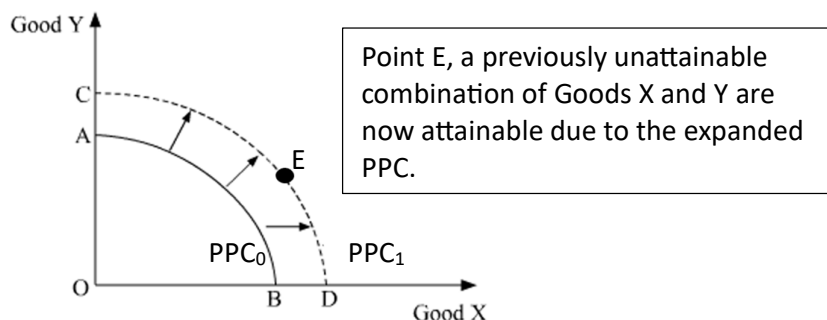 Good Y
Point E, a previously unattainable
combination of Goods X and Y are
now attainable due to the expanded
PPC.
C
A
E
PPC₀
PPC₁
O
B
D
Good X